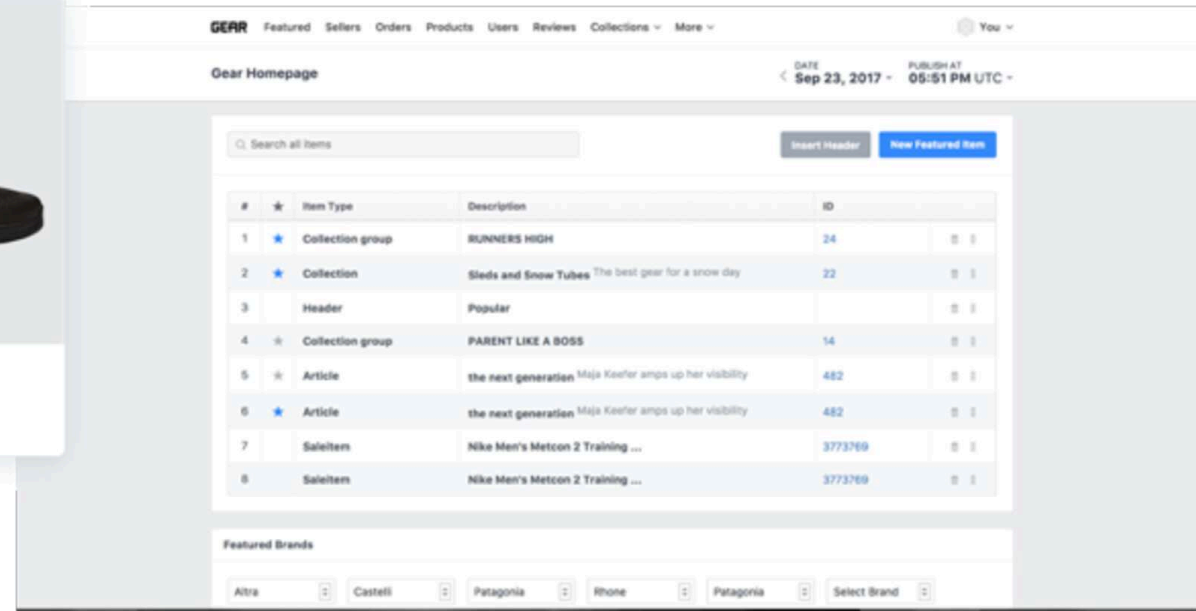 GEAR Featured Sellers Orders Products Users Reviews Collections More You
Gear Homepage
DATE
Sep 23, 2017
PUBLISH AT
05:51 PM UTC
Search all items
Insert Header
New Featured Item
# ★ Item Type Description ID
1 ★ Collection group RUNNERS HIGH 24
2 ★ Collection Sleds and Snow Tubes The best gear for a snow day 22
3 Header Popular
4 ★ Collection group PARENT LIKE A BOSS 14
5 ★ Article the next generation Maja Keefer amps up her visibility 482
6 ★ Article the next generation Maja Keefer amps up her visibility 482
7 SaleItem Nike Men's Metcon 2 Training ... 3773769
8 SaleItem Nike Men's Metcon 2 Training ... 3773769
Featured Brands
Altra Castelli Patagonia Rhone Patagonia Select Brand